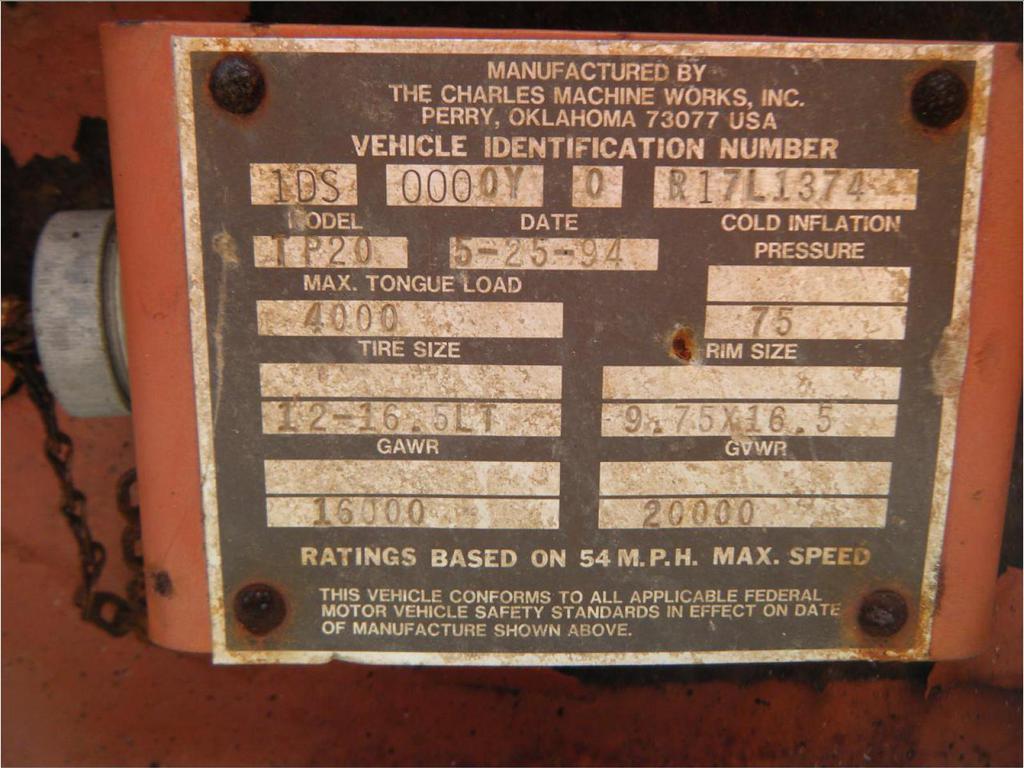 MANUFACTURED BY
THE CHARLES MACHINE WORKS, INC.
PERRY, OKLAHOMA 73077 USA
VEHICLE IDENTIFICATION NUMBER
1DS 0000Y 0 R17L1374
MODEL DATE COLD INFLATION
PRESSURE
TP20 5-25-94
MAX. TONGUE LOAD
4000 75
TIRE SIZE RIM SIZE
12-16.5LT 9.75X16.5
GAWR GVWR
16000 20000
RATINGS BASED ON 54 M.P.H. MAX. SPEED
THIS VEHICLE CONFORMS TO ALL APPLICABLE FEDERAL
MOTOR VEHICLE SAFETY STANDARDS IN EFFECT ON DATE
OF MANUFACTURE SHOWN ABOVE.